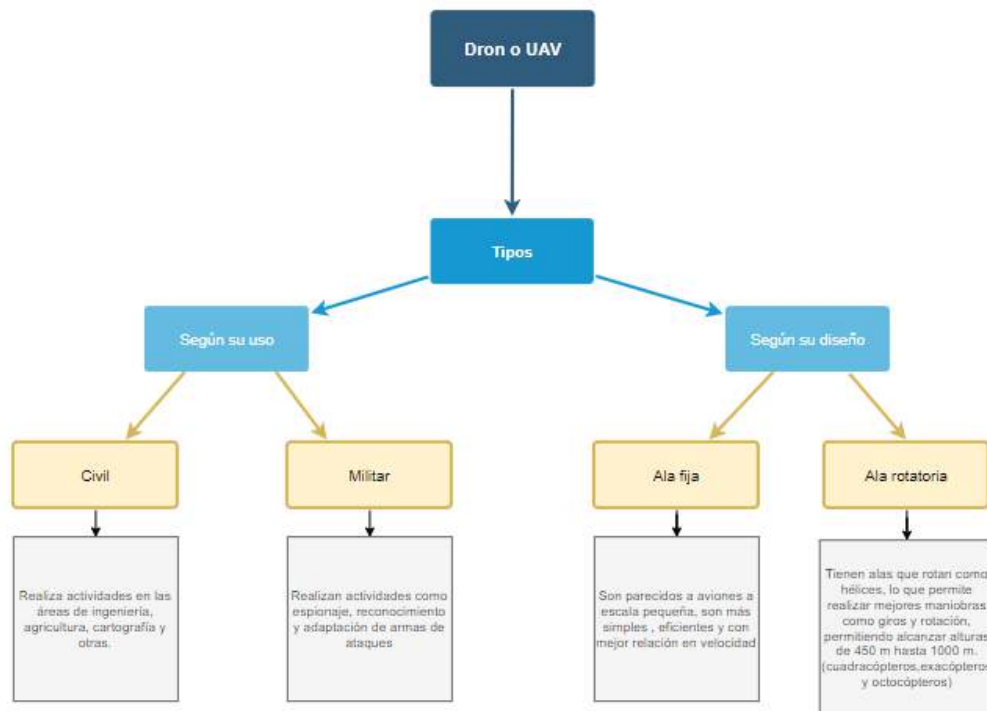 Dron o UAV
Tipos
Según su uso
Según su diseño
Civil
Militar
Ala fija
Ala rotatoria
Realiza actividades en las
áreas de ingeniería,
agricultura, cartografía y
otras.
Realizan actividades como
espionaje, reconocimiento
y adaptación de armas de
ataques
Son parecidos a aviones a
escala pequeña, son más
simples , eficientes y con
mejor relación en velocidad
Tienen alas que rotan como
hélices, lo que permite
realizar mejores maniobras
como giros y rotación,
permitiendo alcanzar alturas
de 450 m hasta 1000 m.
(cuadracópteros,exacópteros
y octocópteros)